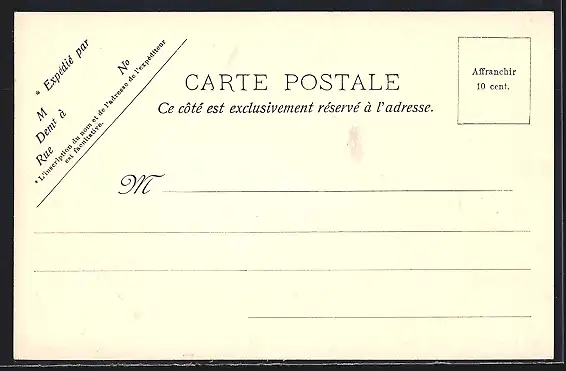 * Expédié par
M
Demt à
Rue No
* L'inscription du nom et de l'adresse de l'expéditeur
est facultative.
CARTE POSTALE
Ce côté est exclusivement réservé à l'adresse.
Affranchir
10 cent.
M